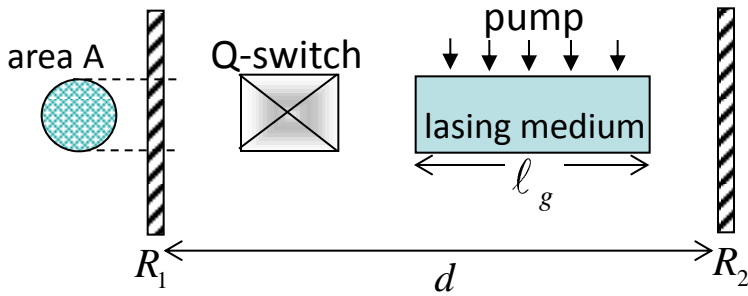 pump
area A
Q-switch
lasing medium
ℓ g
R1
d
R2